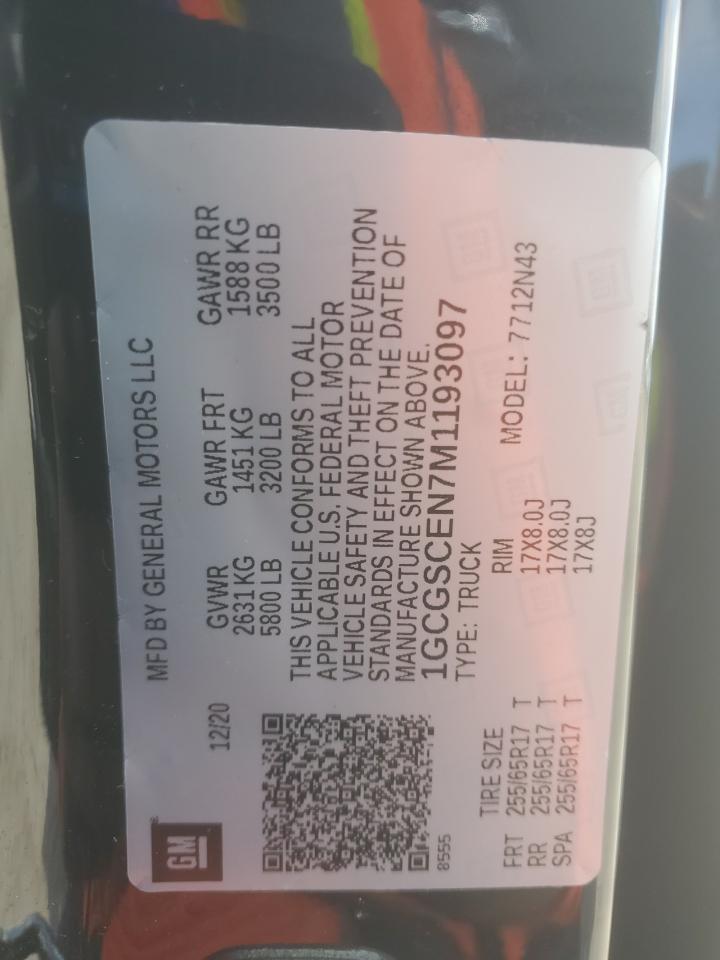 GM
MFD BY GENERAL MOTORS LLC
12/20 GVWR GAWR FRT GAWR RR
2631 KG 1451 KG 1588 KG
5800 LB 3200 LB 3500 LB
THIS VEHICLE CONFORMS TO ALL
APPLICABLE U.S. FEDERAL MOTOR
VEHICLE SAFETY AND THEFT PREVENTION
STANDARDS IN EFFECT ON THE DATE OF
MANUFACTURE SHOWN ABOVE.
1GCGSCEN7M1193097
8555 TYPE: TRUCK
TIRE SIZE RIM MODEL: 7712N43
FRT 255/65R17 T 17X8.0J
RR 255/65R17 T 17X8.0J
SPA 255/65R17 T 17X8J